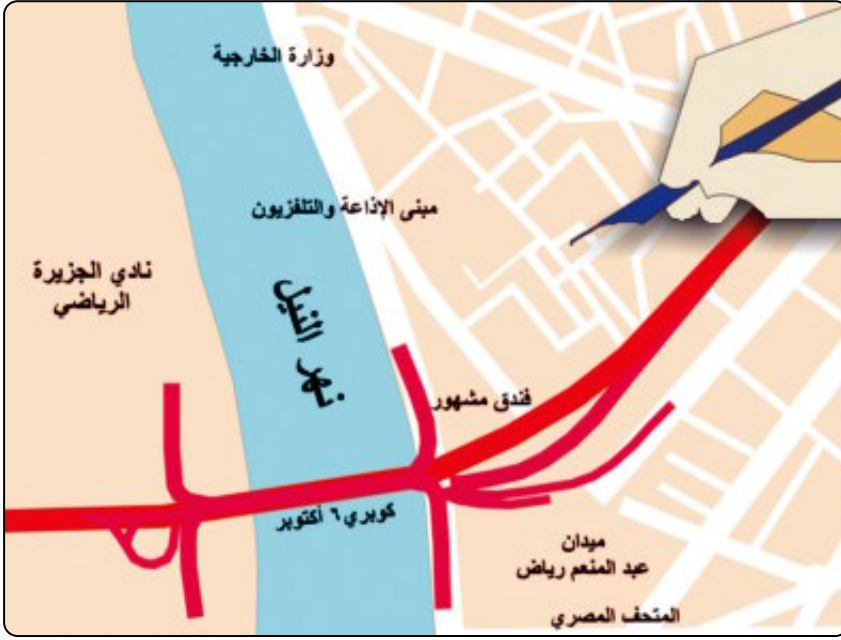 وزارة الخارجية
مبنى الإذاعة والتلفزيون
نادي الجزيرة
الرياضي
نهر النيل
فندق مشهور
كوبري ٦ أكتوبر
ميدان
عبد المنعم رياض
المتحف المصري